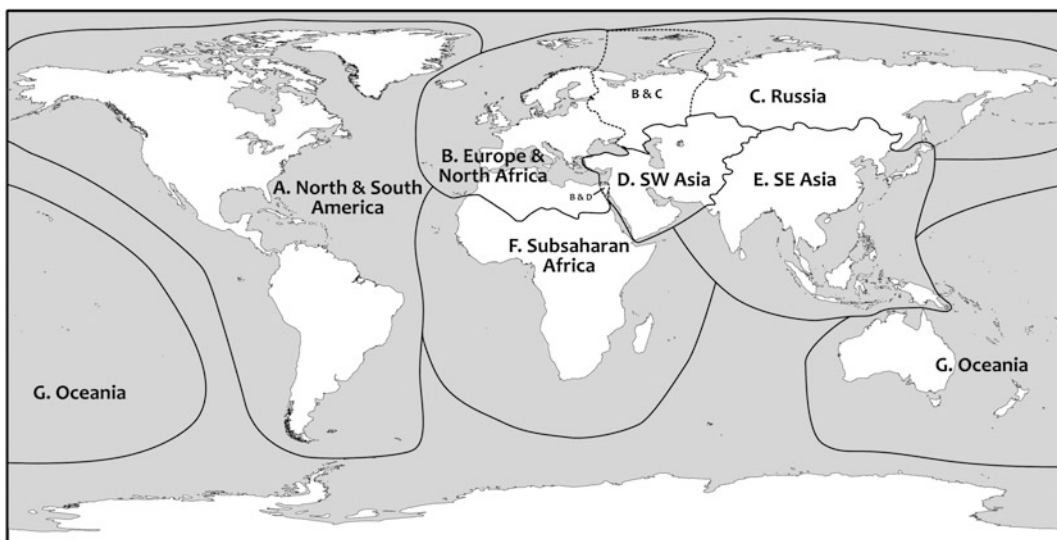 B & C
C. Russia
B. Europe &
North Africa
A. North & South
America
D. SW Asia
E. SE Asia
B & D
F. Subsaharan
Africa
G. Oceania
G. Oceania